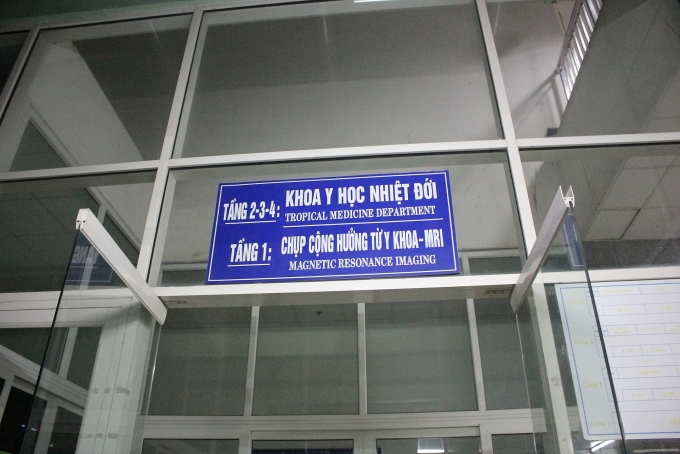 TẦNG 2-3-4: KHOA Y HỌC NHIỆT ĐỚI
TROPICAL MEDICINE DEPARTMENT
TẦNG 1: CHỤP CỘNG HƯỞNG TỪ Y KHOA- MRI
MAGNETIC RESONANCE IMAGING